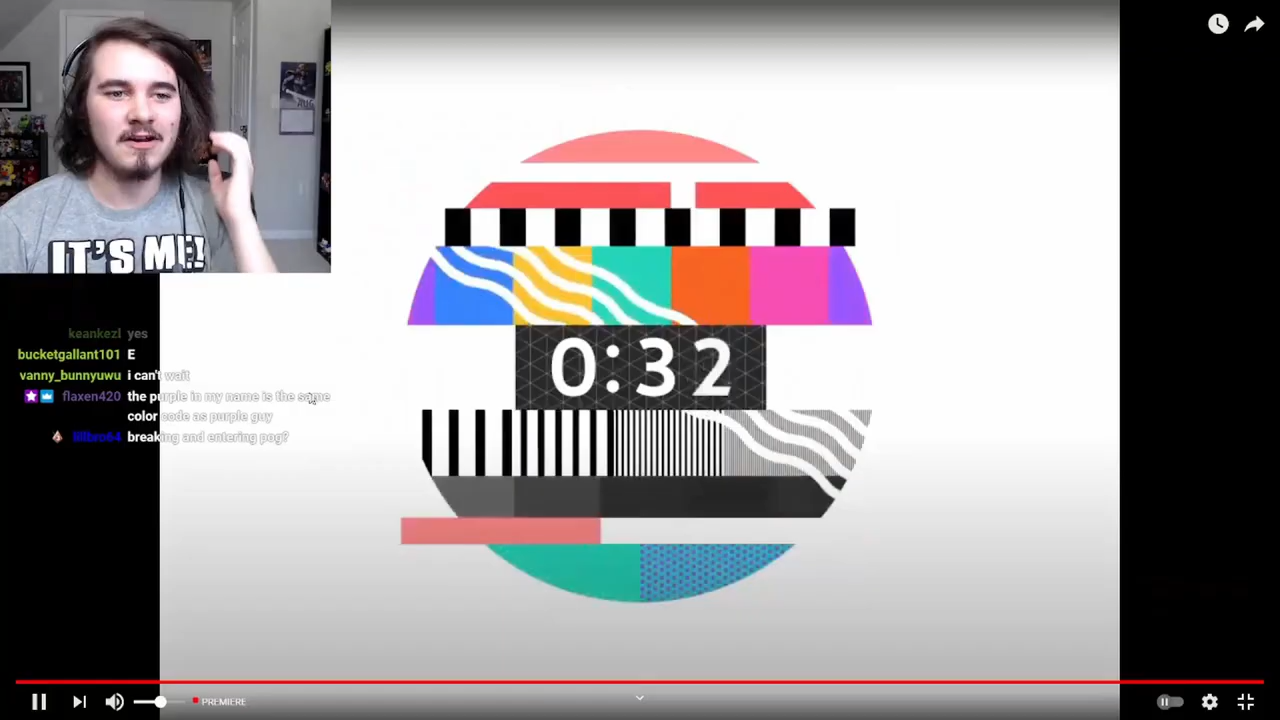 AUG
IT'S ME!
keankezl yes
bucketgallant101 E
vanny_bunnyuwu i can't wait
flaxen420 the purple in my name is the same
color code as purple guy
breaking and entering pog?
0:32
PREMIERE